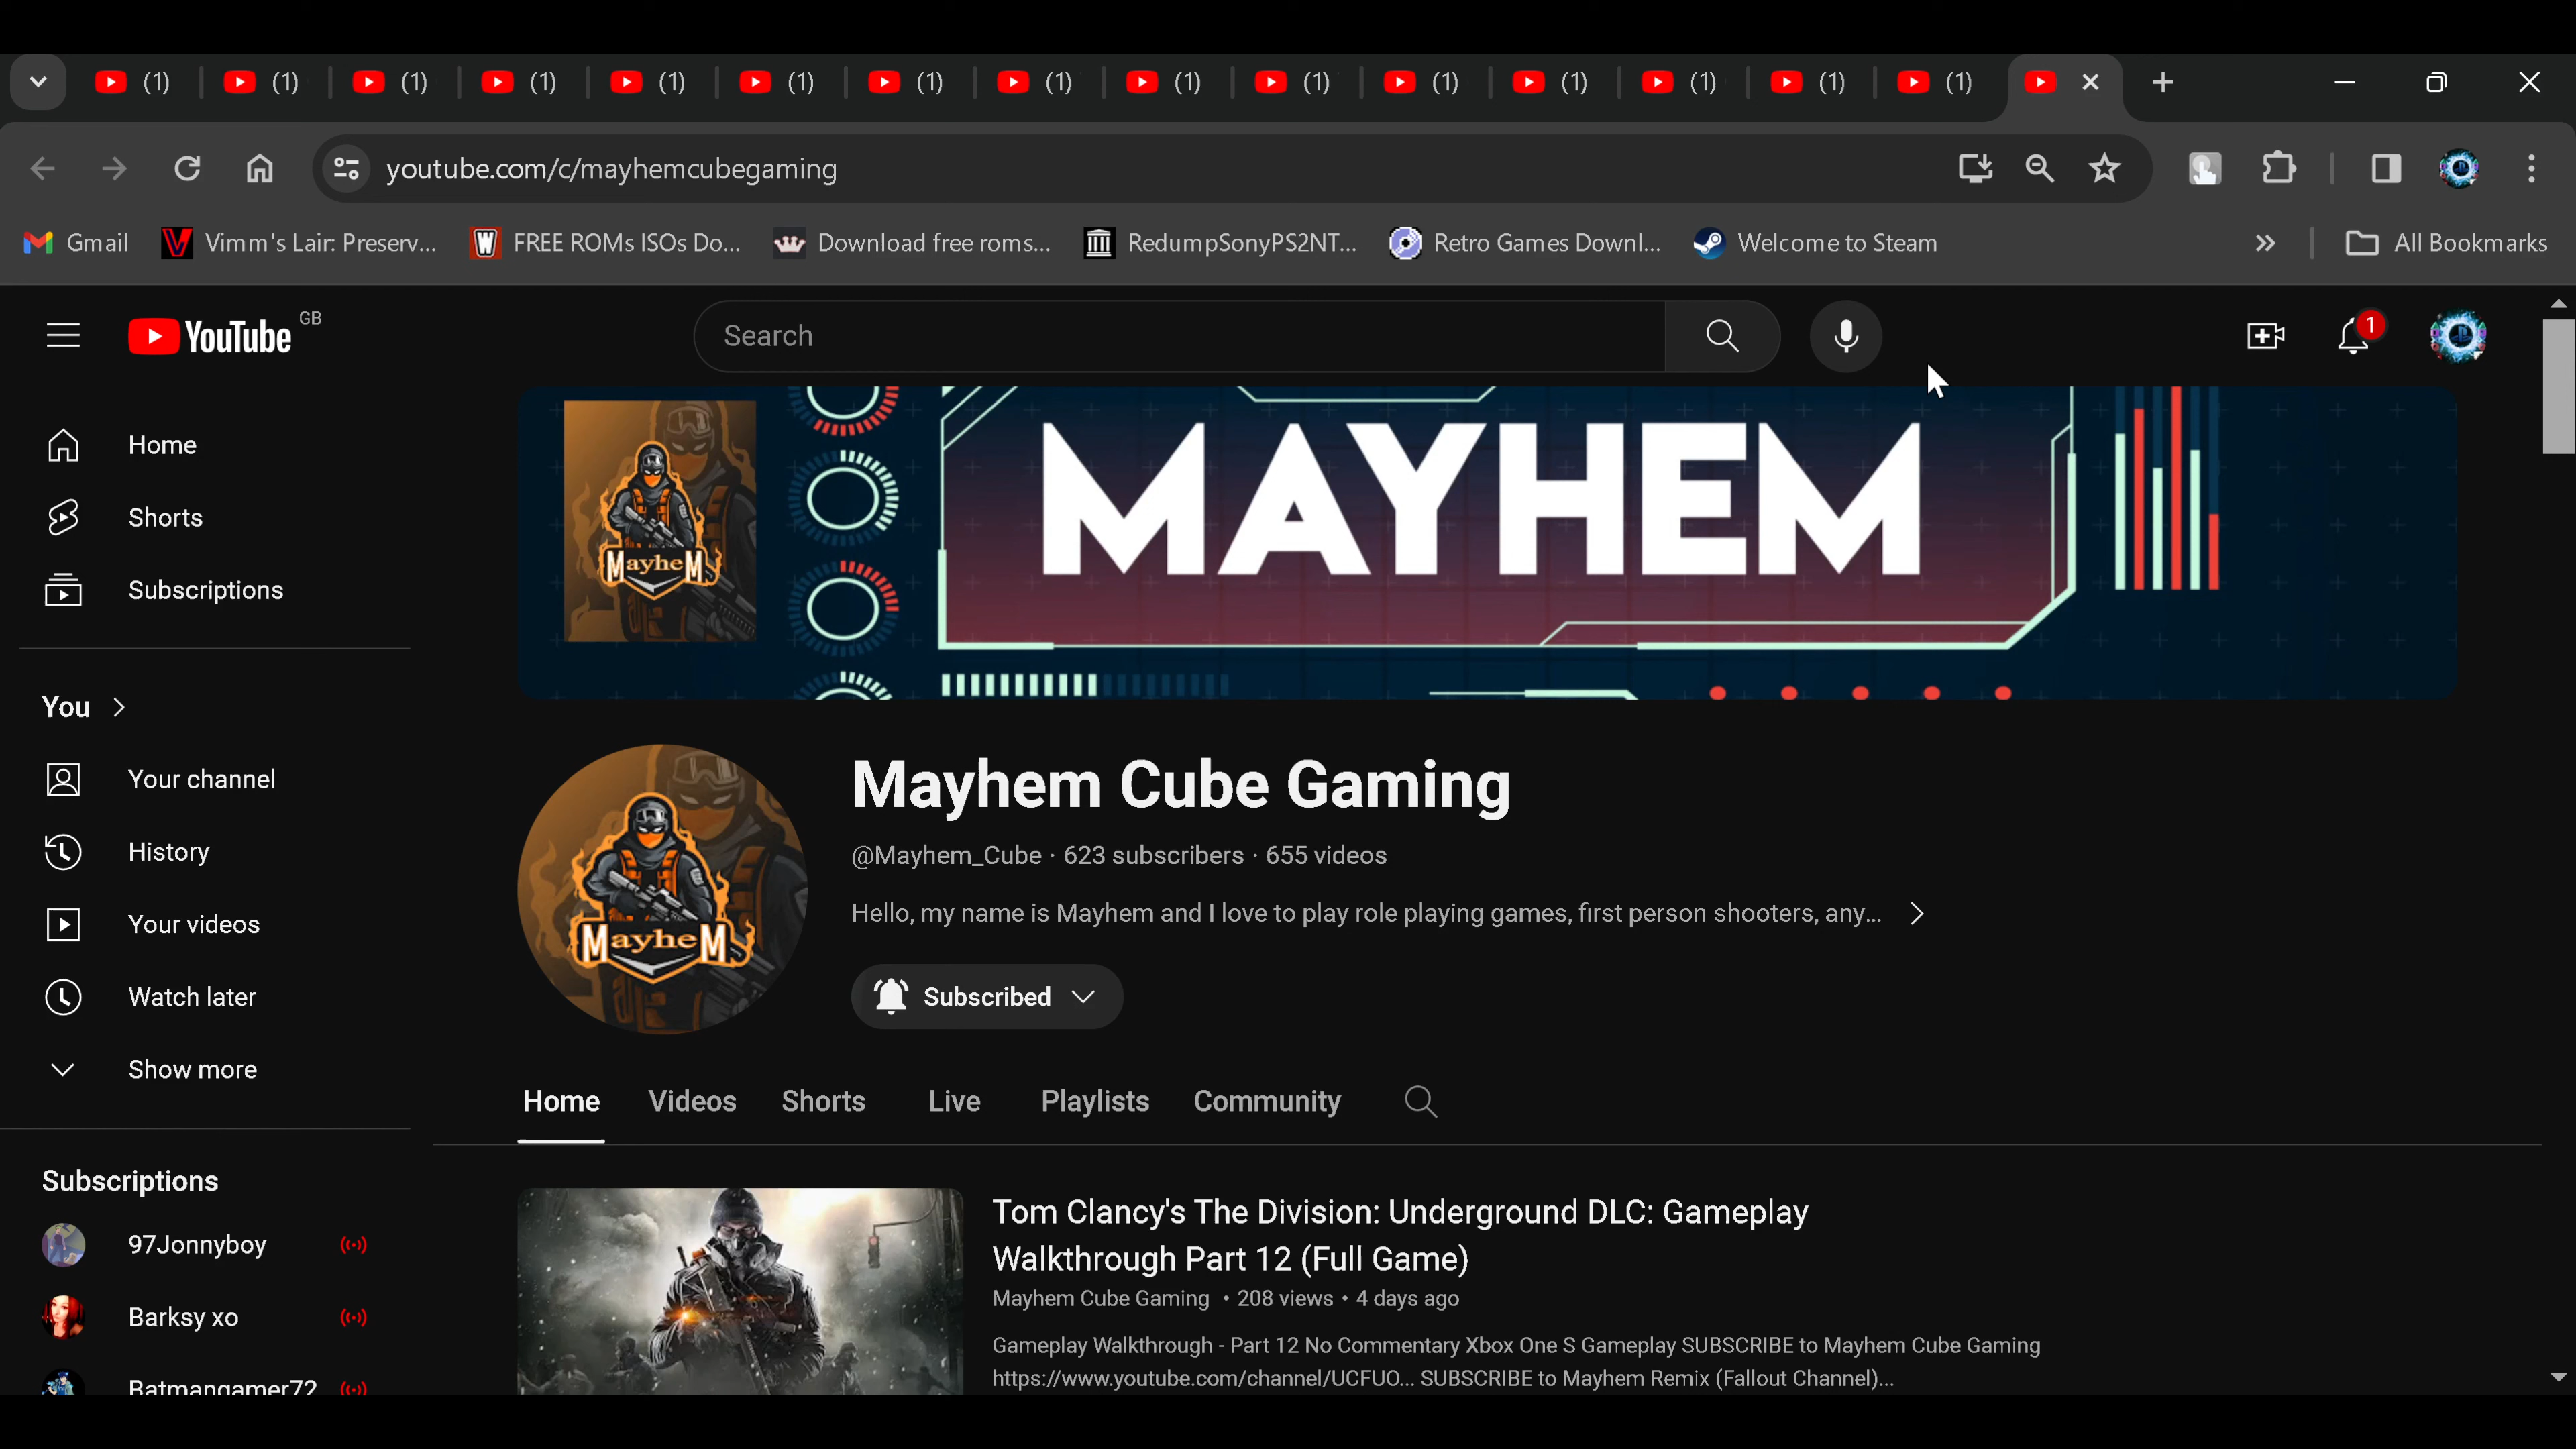 (1) (1) (1) (1) (1) (1) (1) (1) (1) (1) (1) (1) (1) (1) (1)
youtube.com/c/mayhemcubegaming
Gmail Vimm's Lair: Preserv... FREE ROMs ISOs Do... Download free roms... RedumpSonyPS2NT... Retro Games Downl... Welcome to Steam All Bookmarks
YouTube GB Search 1
MAYHEM
MayheM
Home
Shorts
Subscriptions
You
Your channel
History
Your videos
Watch later
Show more
Subscriptions
97Jonnyboy
Barksy xo
Batmangamer72
MayheM
Mayhem Cube Gaming
@Mayhem_Cube · 623 subscribers · 655 videos
Hello, my name is Mayhem and I love to play role playing games, first person shooters, any...
Subscribed
Home Videos Shorts Live Playlists Community
Tom Clancy's The Division: Underground DLC: Gameplay
Walkthrough Part 12 (Full Game)
Mayhem Cube Gaming • 208 views • 4 days ago
Gameplay Walkthrough - Part 12 No Commentary Xbox One S Gameplay SUBSCRIBE to Mayhem Cube Gaming
https://www.youtube.com/channel/UCFUO... SUBSCRIBE to Mayhem Remix (Fallout Channel)...